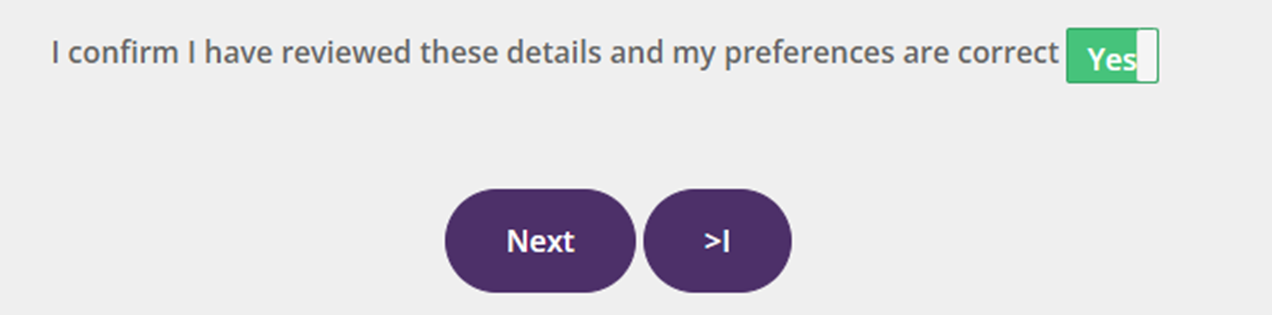 I confirm I have reviewed these details and my preferences are correct Yes
Next >I